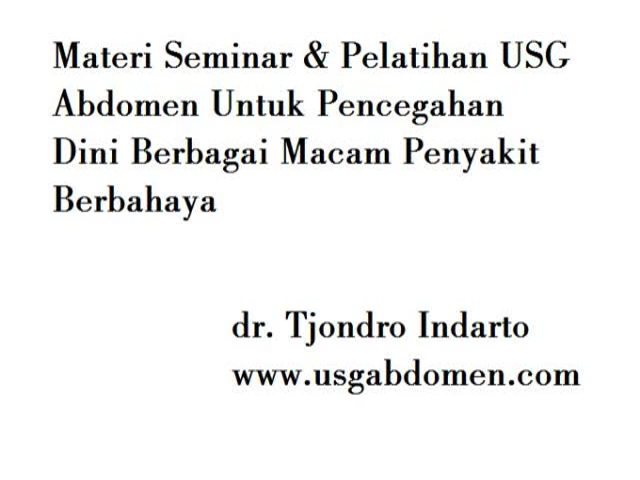 Materi Seminar & Pelatihan USG
Abdomen Untuk Pencegahan
Dini Berbagai Macam Penyakit
Berbahaya
dr. Tjondro Indarto
www.usgabdomen.com